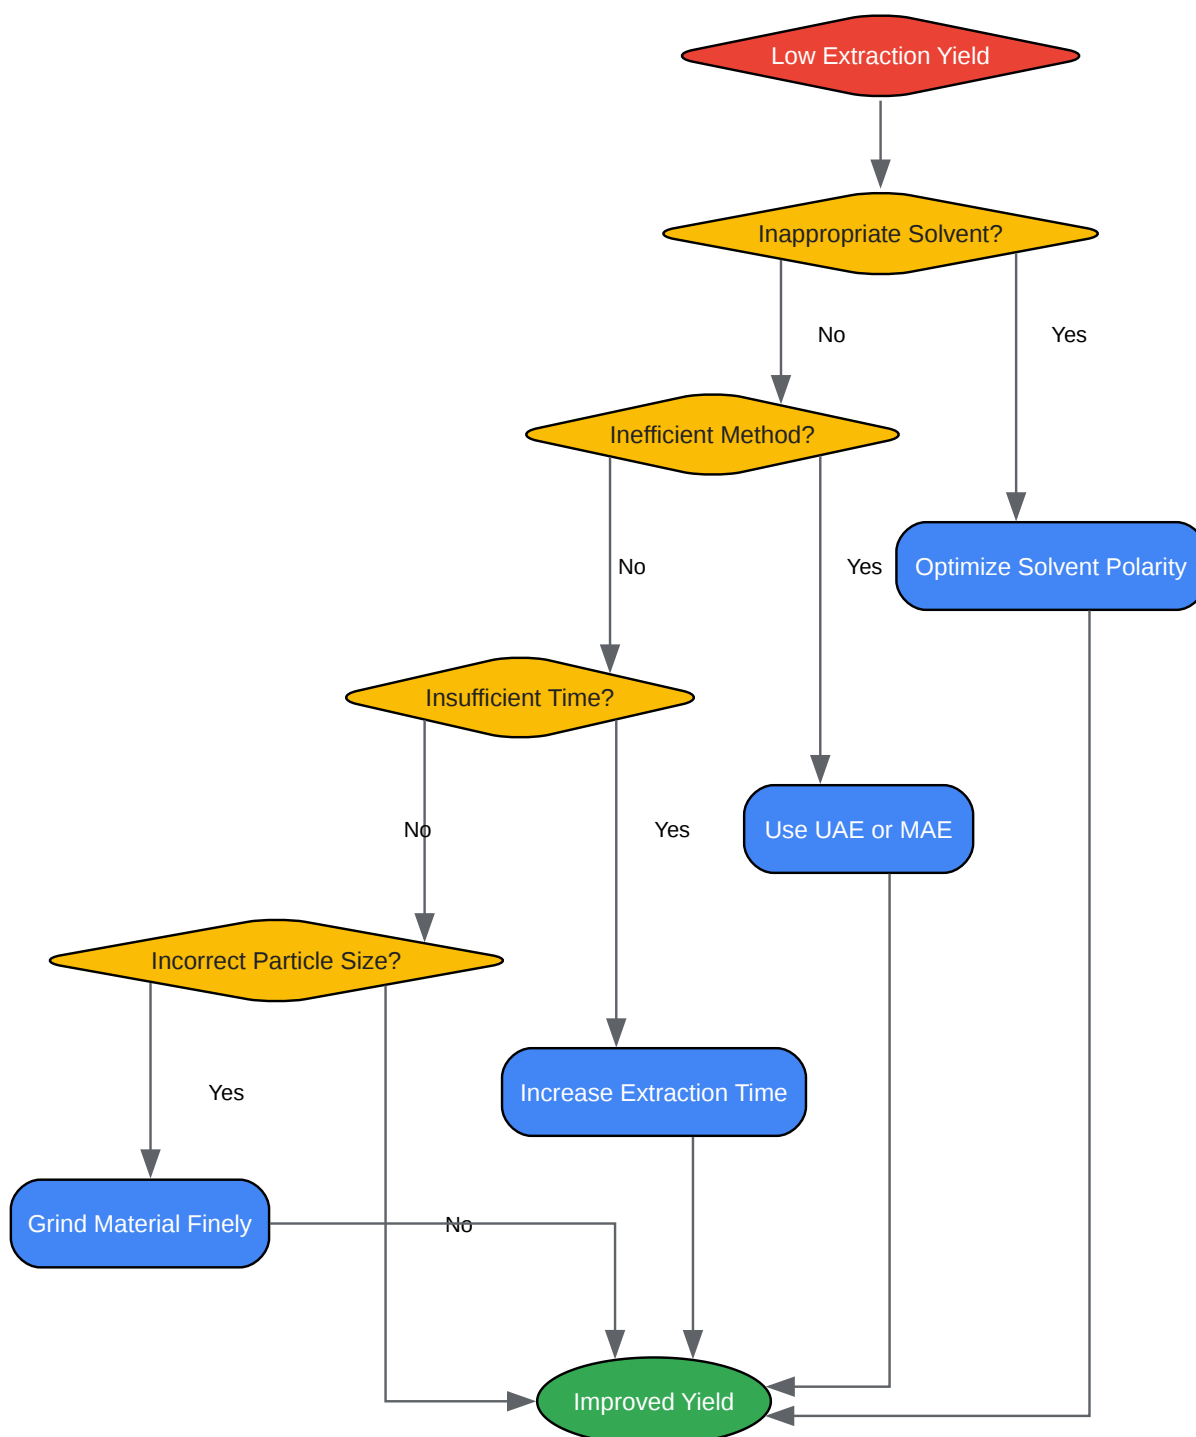 Low Extraction Yield
Inappropriate Solvent?
No
Yes
Inefficient Method?
No
Yes
Optimize Solvent Polarity
Insufficient Time?
No
Yes
Use UAE or MAE
Incorrect Particle Size?
Yes
Increase Extraction Time
Grind Material Finely
No
Improved Yield